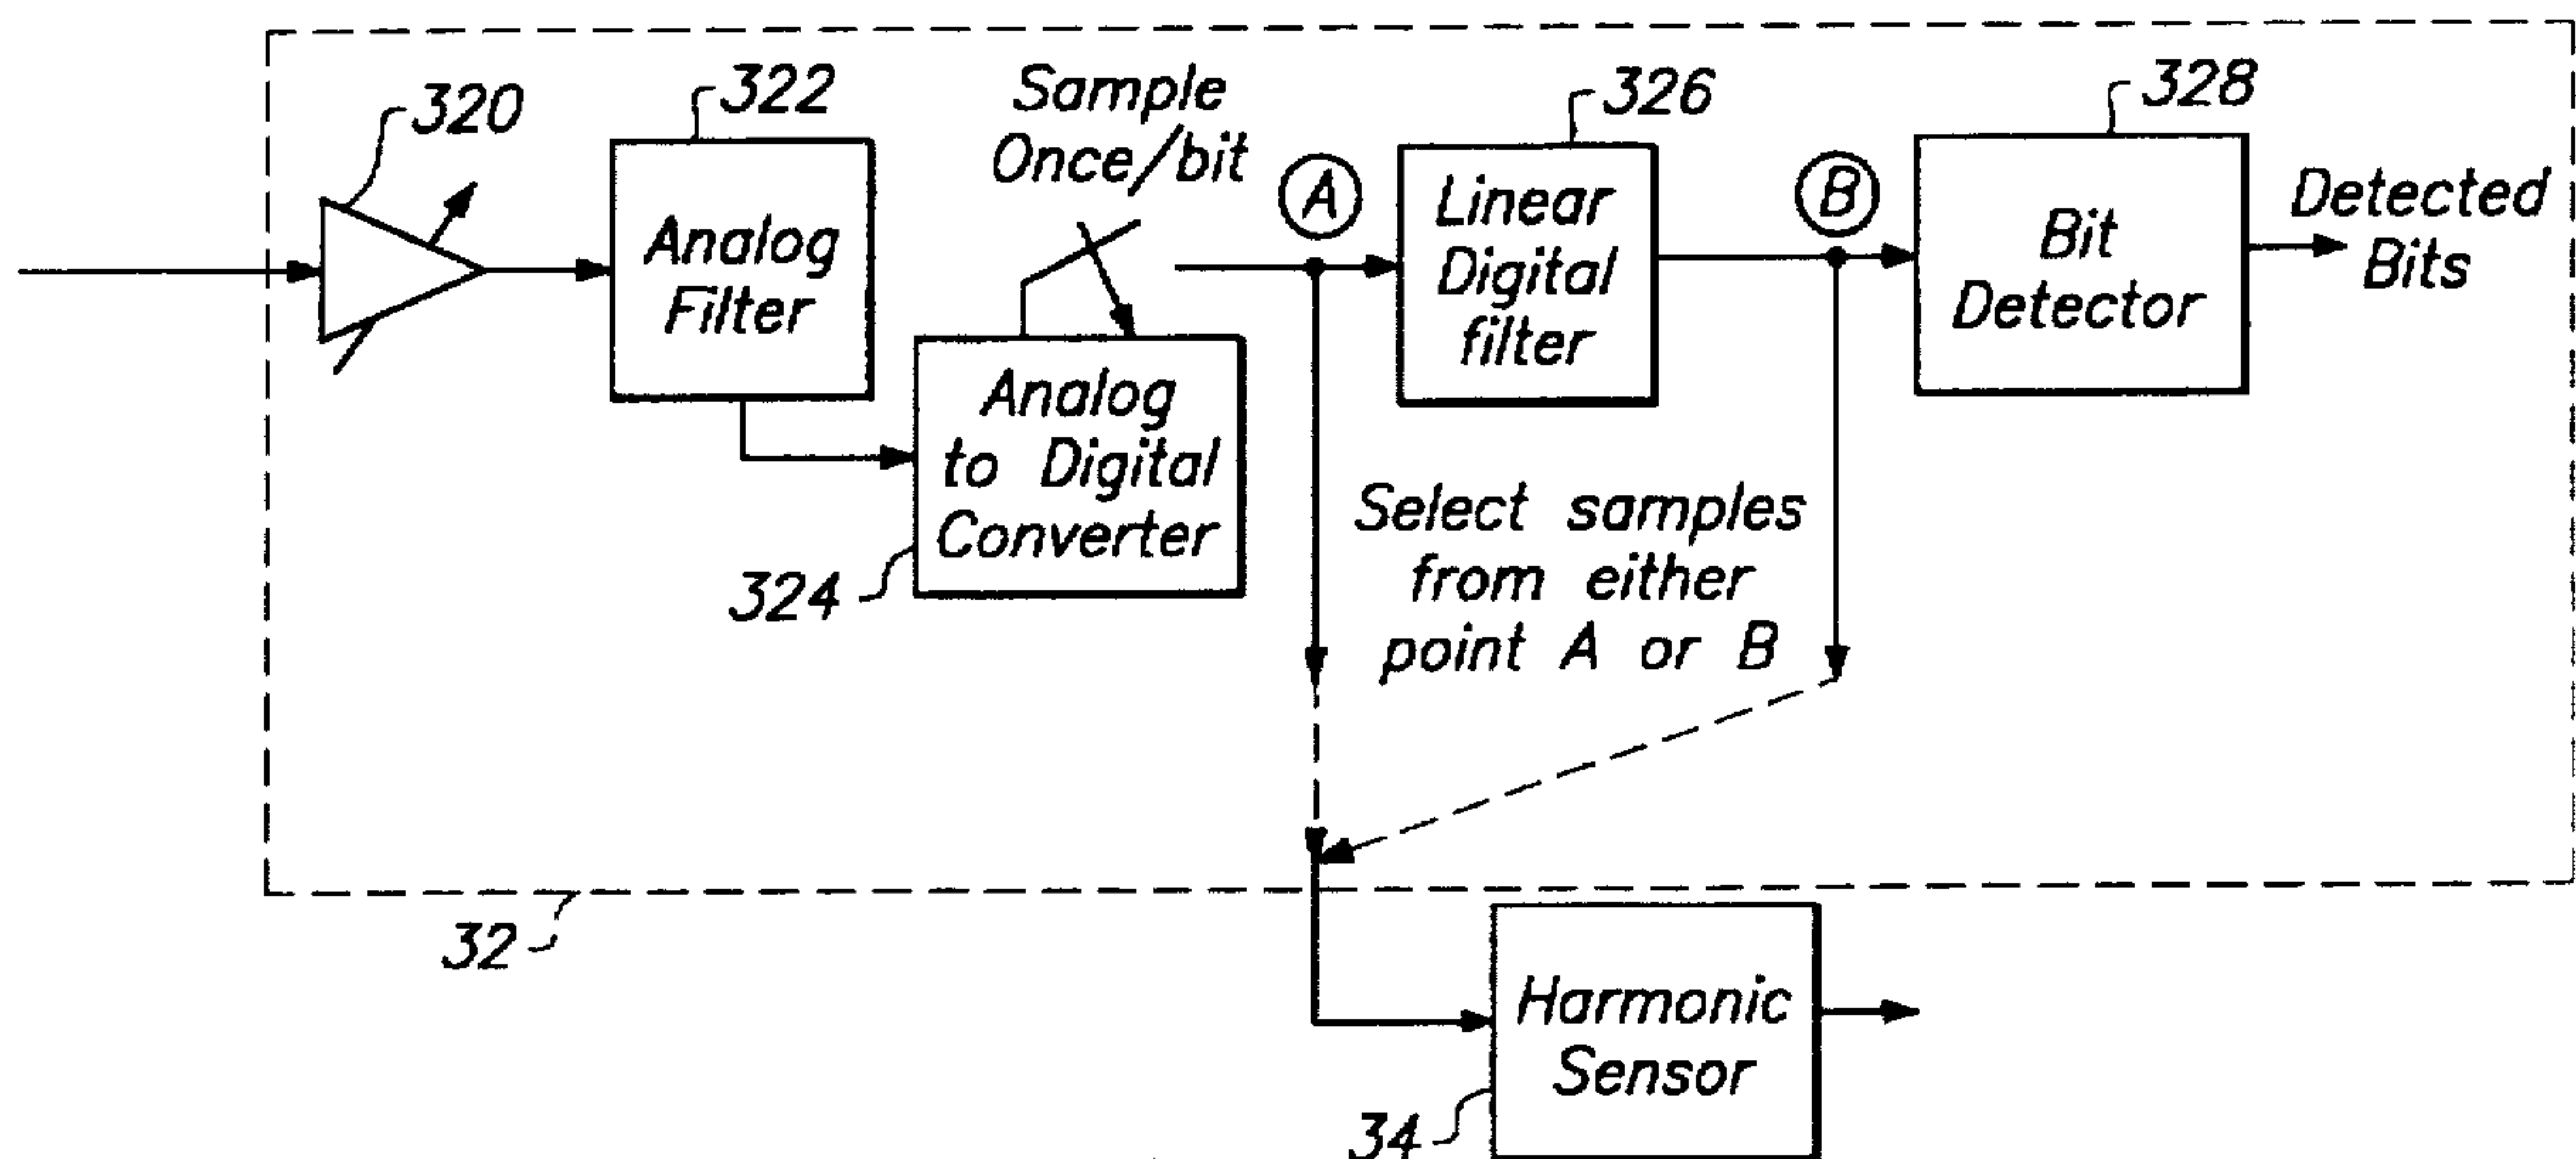 320
322
Sample
Once/bit
A
326
B
328
Analog
Filter
Linear
Digital
filter
Bit
Detector
Detected
Bits
Analog
to Digital
Converter
324
Select samples
from either
point A or B
32
Harmonic
Sensor
34